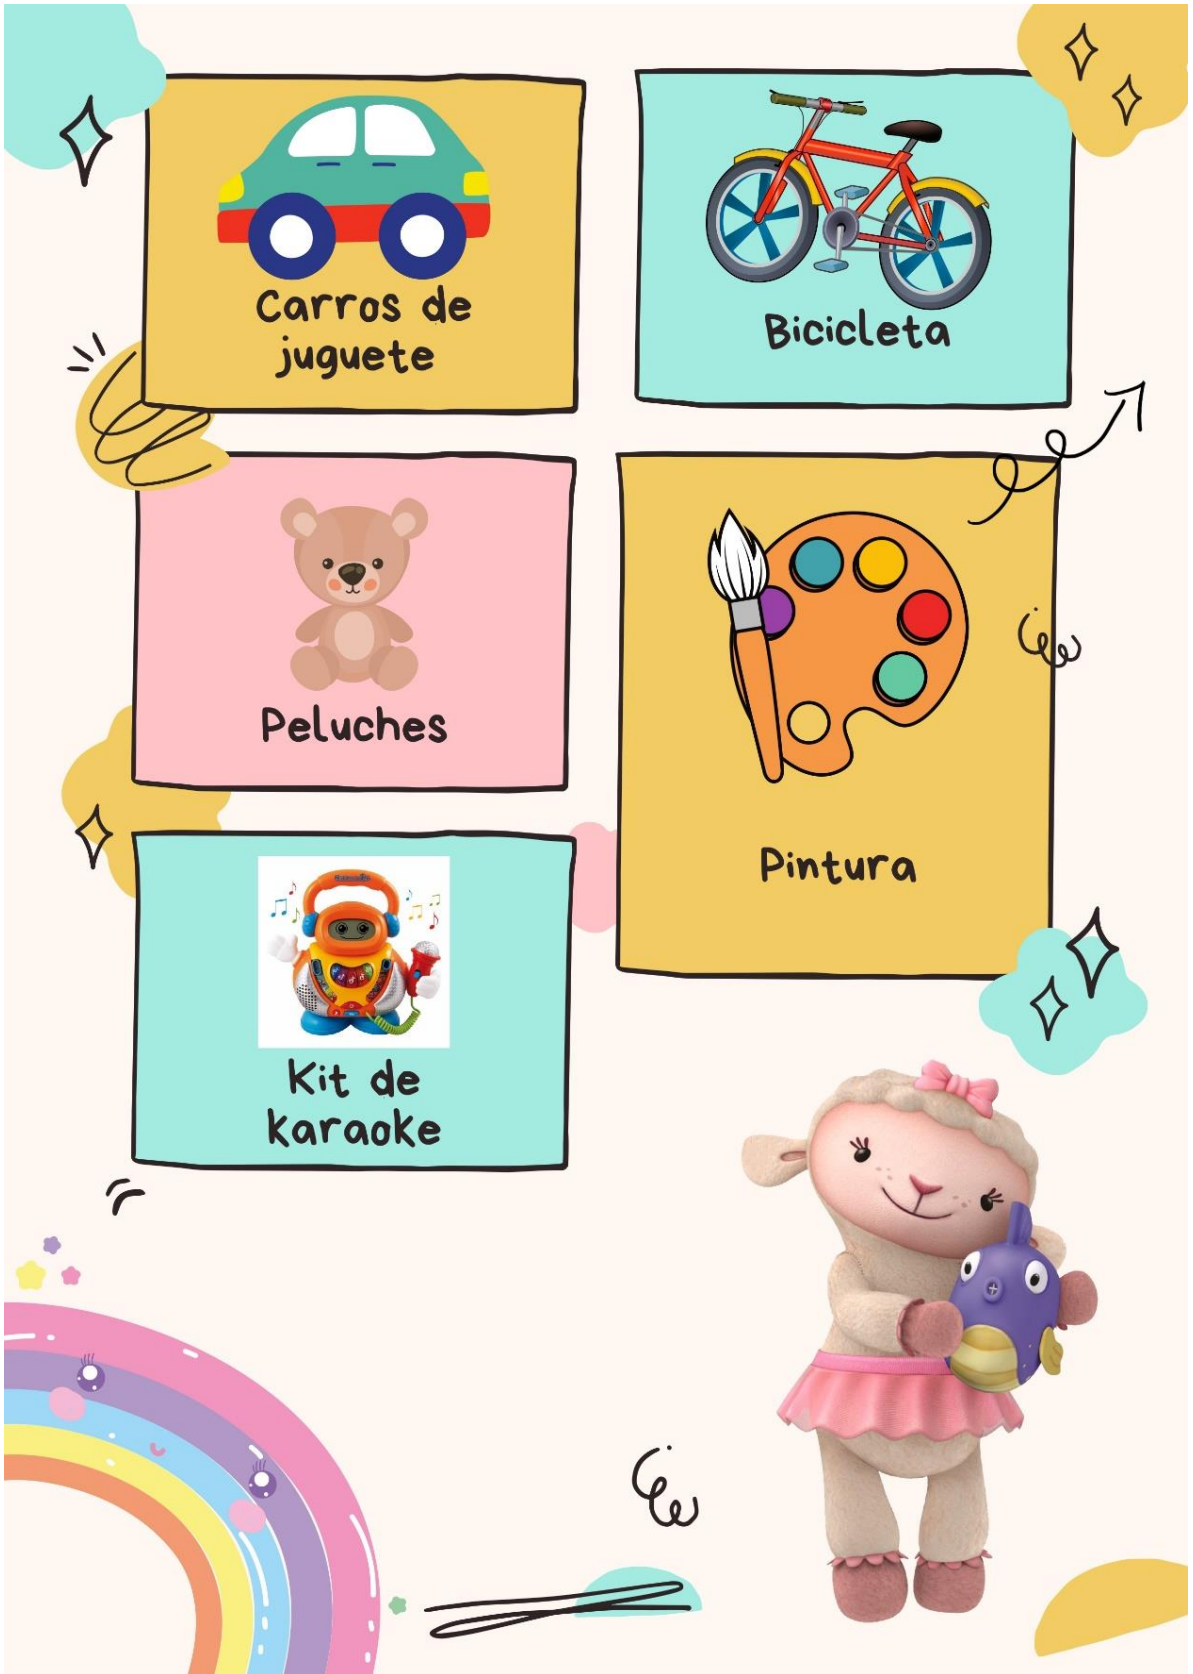 Carros de
juguete
Bicicleta
Peluches
Pintura
Kit de
karaoke